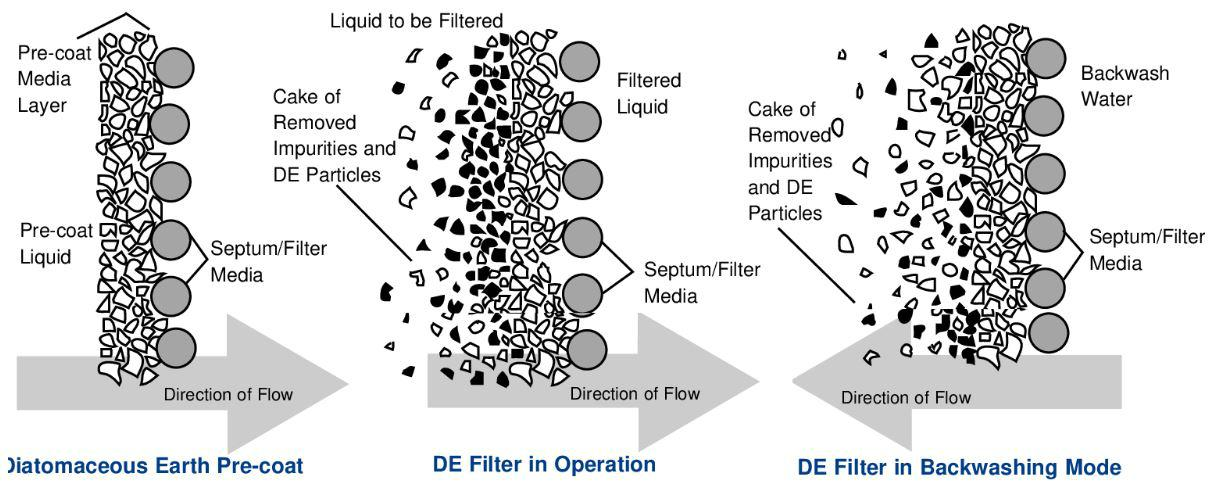 Pre-coat
Media
Layer
Pre-coat
Liquid
Septum/Filter
Media
Direction of Flow
Diatomaceous Earth Pre-coat
Liquid to be Filtered
Cake of
Removed
Impurities and
DE Particles
Filtered
Liquid
Septum/Filter
Media
Direction of Flow
DE Filter in Operation
Cake of
Removed
Impurities
and DE
Particles
Backwash
Water
Septum/Filter
Media
Direction of Flow
DE Filter in Backwashing Mode